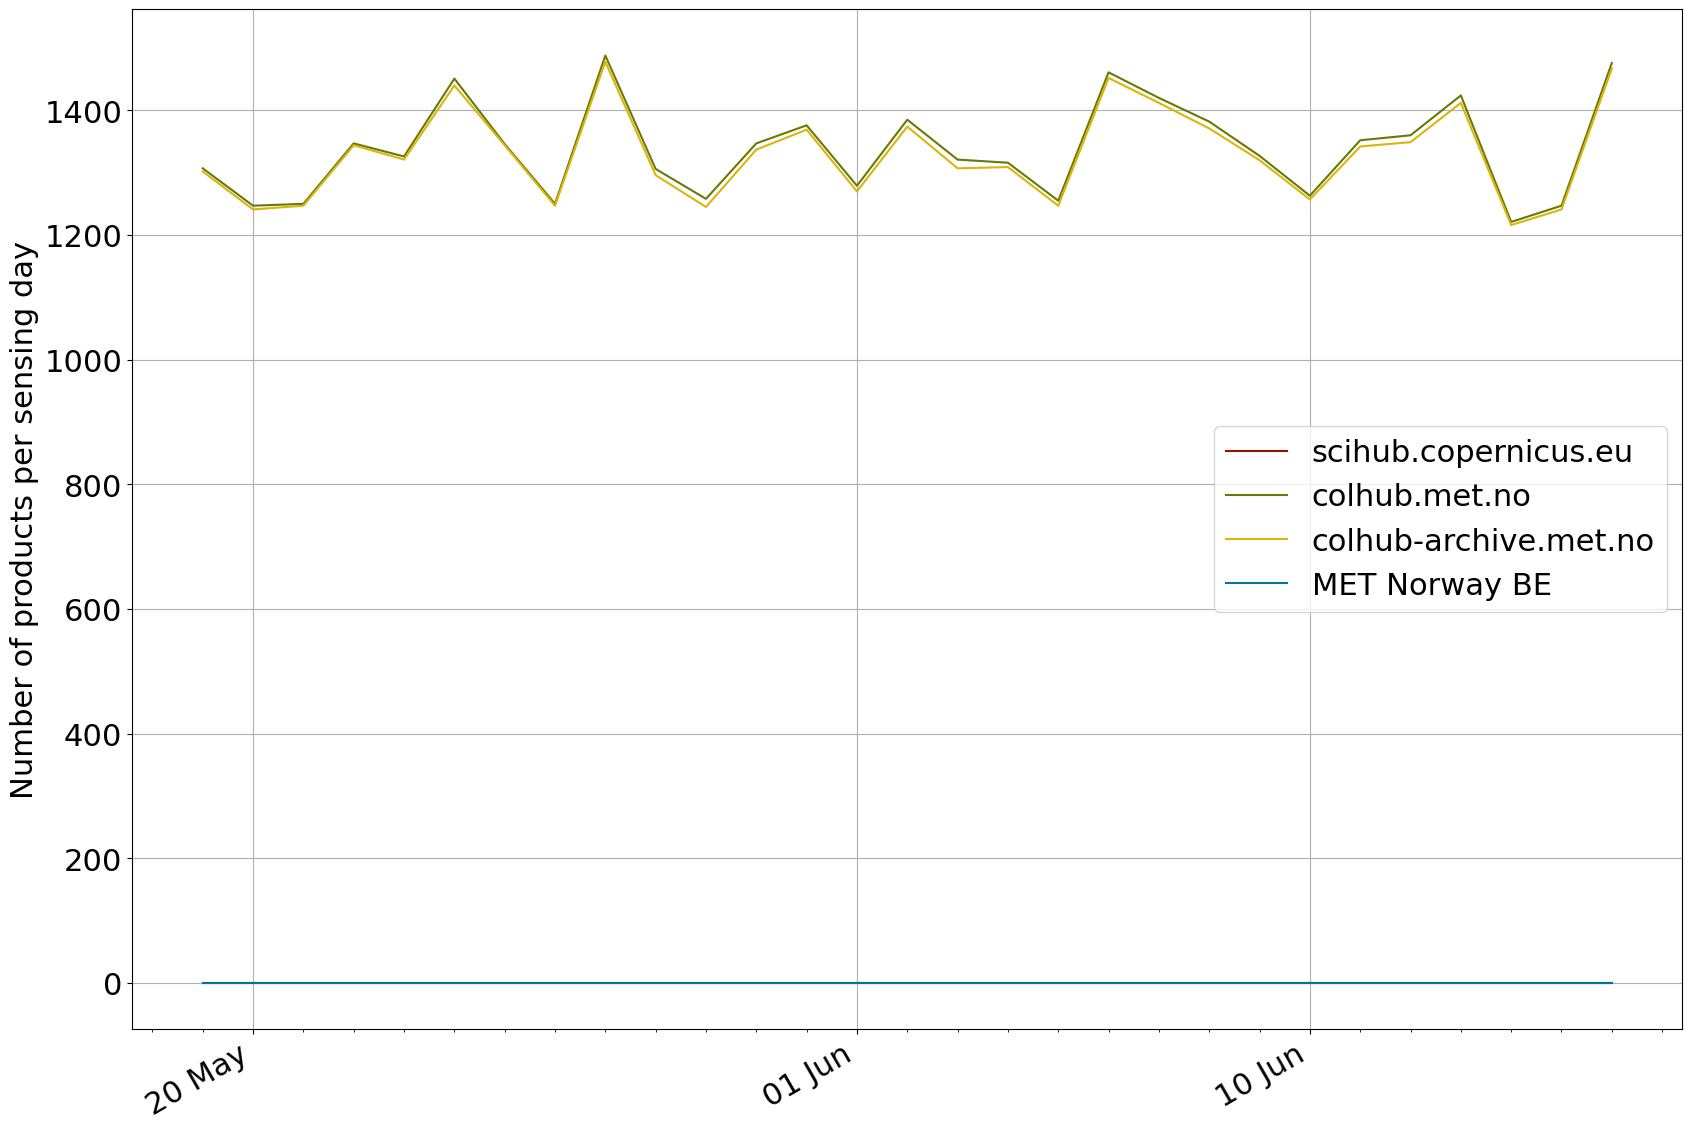 Number of products per sensing day
1400
1200
1000
800
600
400
200
0
scihub.copernicus.eu
colhub.met.no
colhub-archive.met.no
MET Norway BE
20 May
01 Jun
10 Jun